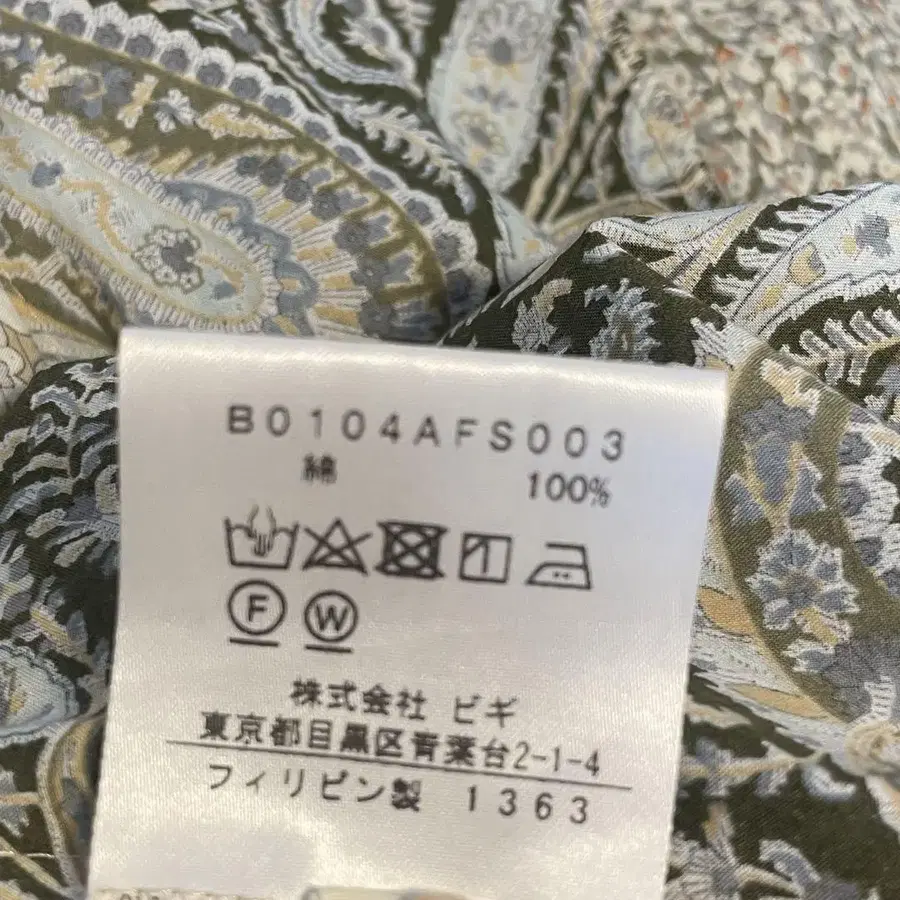 B0104AFS003
綿 100%
F W
株式会社 ビギ
東京都目黒区青葉台2-1-4
フィリピン製 1363